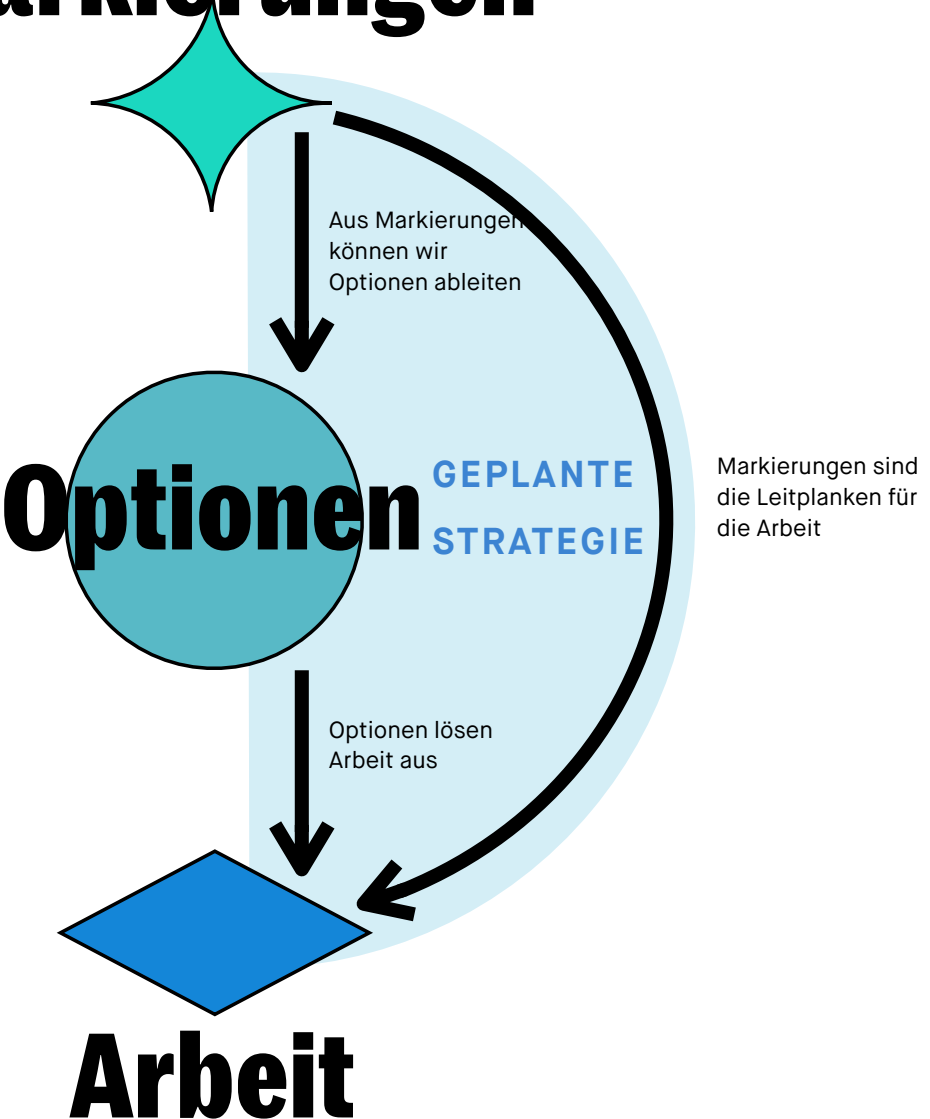 Aus Markierungen
können wir
Optionen ableiten
Optionen
GEPLANTE
STRATEGIE
Markierungen sind
die Leitplanken für
die Arbeit
Optionen lösen
Arbeit aus
Arbeit